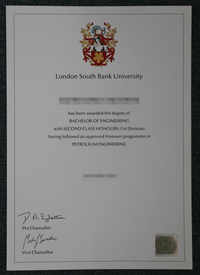 London South Bank University
has been awarded the degree of
BACHELOR OF ENGINEERING
with SECOND CLASS HONOURS (1st Division)
having followed an approved Honours programme in
PETROLEUM ENGINEERING
Pro Chancellor
Vice Chancellor